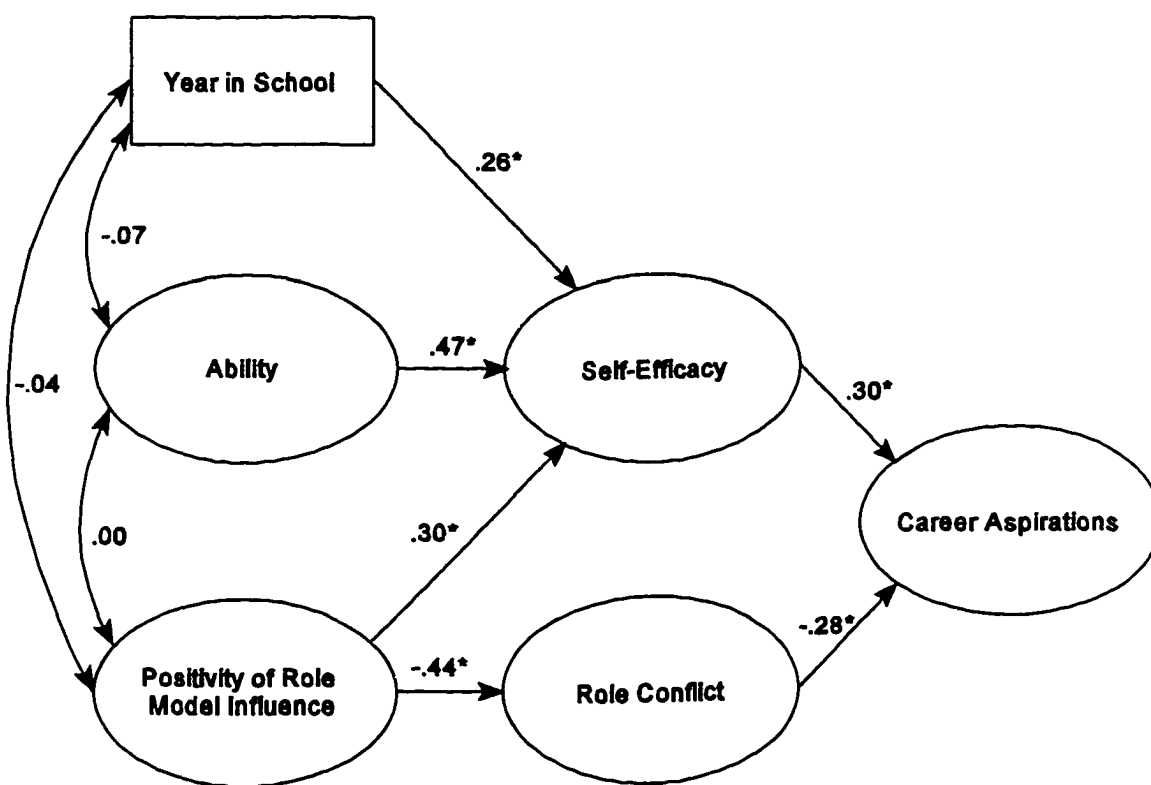 Year in School
.26*
-.07
Ability
.47*
Self-Efficacy
-.04
.30*
Career Aspirations
.00
.30*
-.28*
Positivity of Role
Model Influence
-.44*
Role Conflict